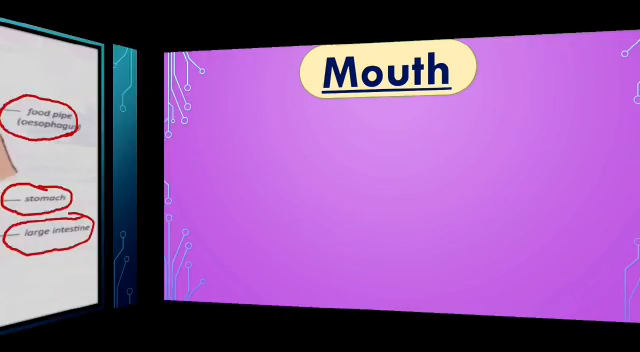 food pipe
(oesophagus
stomach
large intestine
Mouth